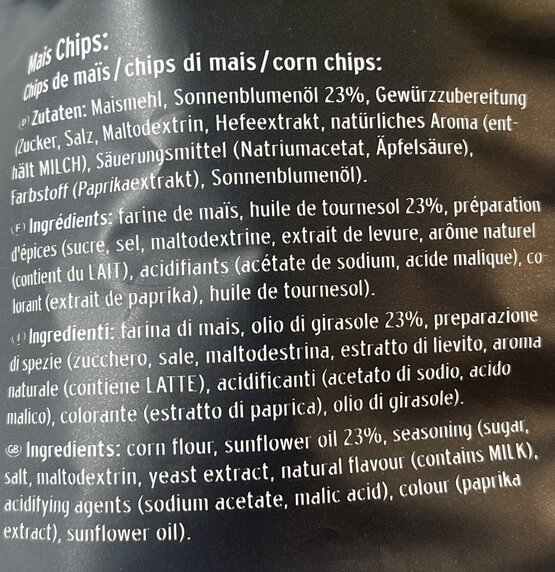 Mais Chips:
Chips de maïs/chips di mais/corn chips:
(D) Zutaten: Maismehl, Sonnenblumenöl 23%, Gewürzzubereitung
(Zucker, Salz, Maltodextrin, Hefeextrakt, natürliches Aroma (ent-
hält MILCH), Säuerungsmittel (Natriumacetat, Äpfelsäure),
Farbstoff (Paprikaextrakt), Sonnenblumenöl).
(F) Ingrédients: farine de maïs, huile de tournesol 23%, préparation
d'épices (sucre, sel, maltodextrine, extrait de levure, arôme naturel
(contient du LAIT), acidifiants (acétate de sodium, acide malique), co-
lorant (extrait de paprika), huile de tournesol).
(I) Ingredienti: farina di mais, olio di girasole 23%, preparazione
di spezie (zucchero, sale, maltodestrina, estratto di lievito, aroma
naturale (contiene LATTE), acidificanti (acetato di sodio, acido
malico), colorante (estratto di paprica), olio di girasole).
(GB) Ingredients: corn flour, sunflower oil 23%, seasoning (sugar,
salt, maltodextrin, yeast extract, natural flavour (contains MILK),
acidifying agents (sodium acetate, malic acid), colour (paprika
extract), sunflower oil).